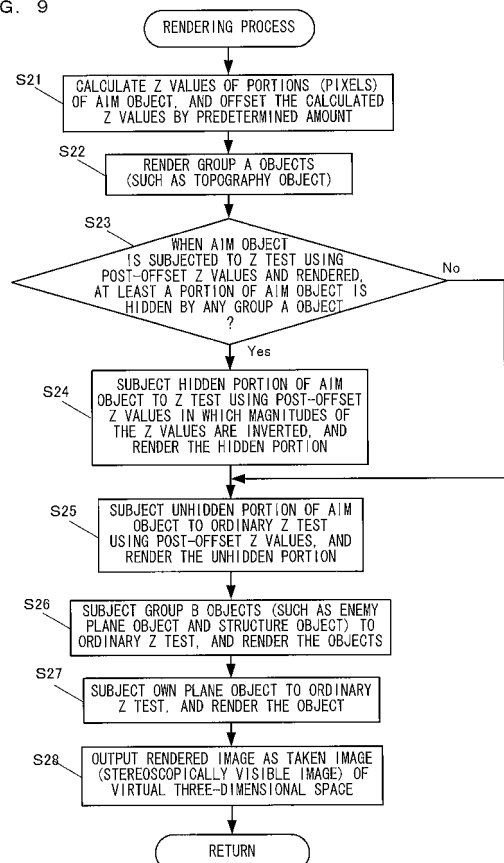 G. 9
RENDERING PROCESS
S21
CALCULATE Z VALUES OF PORTIONS (PIXELS)
OF AIM OBJECT, AND OFFSET THE CALCULATED
Z VALUES BY PREDETERMINED AMOUNT
S22
RENDER GROUP A OBJECTS
(SUCH AS TOPOGRAPHY OBJECT)
S23
WHEN AIM OBJECT
IS SUBJECTED TO Z TEST USING
POST-OFFSET Z VALUES AND RENDERED,
AT LEAST A PORTION OF AIM OBJECT IS
HIDDEN BY ANY GROUP A OBJECT
?
No
Yes
S24
SUBJECT HIDDEN PORTION OF AIM
OBJECT TO Z TEST USING POST-OFFSET
Z VALUES IN WHICH MAGNITUDES OF
THE Z VALUES ARE INVERTED, AND
RENDER THE HIDDEN PORTION
S25
SUBJECT UNHIDDEN PORTION OF AIM
OBJECT TO ORDINARY Z TEST
USING POST-OFFSET Z VALUES, AND
RENDER THE UNHIDDEN PORTION
S26
SUBJECT GROUP B OBJECTS (SUCH AS ENEMY
PLANE OBJECT AND STRUCTURE OBJECT) TO
ORDINARY Z TEST, AND RENDER THE OBJECTS
S27
SUBJECT OWN PLANE OBJECT TO ORDINARY
Z TEST, AND RENDER THE OBJECT
S28
OUTPUT RENDERED IMAGE AS TAKEN IMAGE
(STEREOSCOPICALLY VISIBLE IMAGE) OF
VIRTUAL THREE-DIMENSIONAL SPACE
RETURN